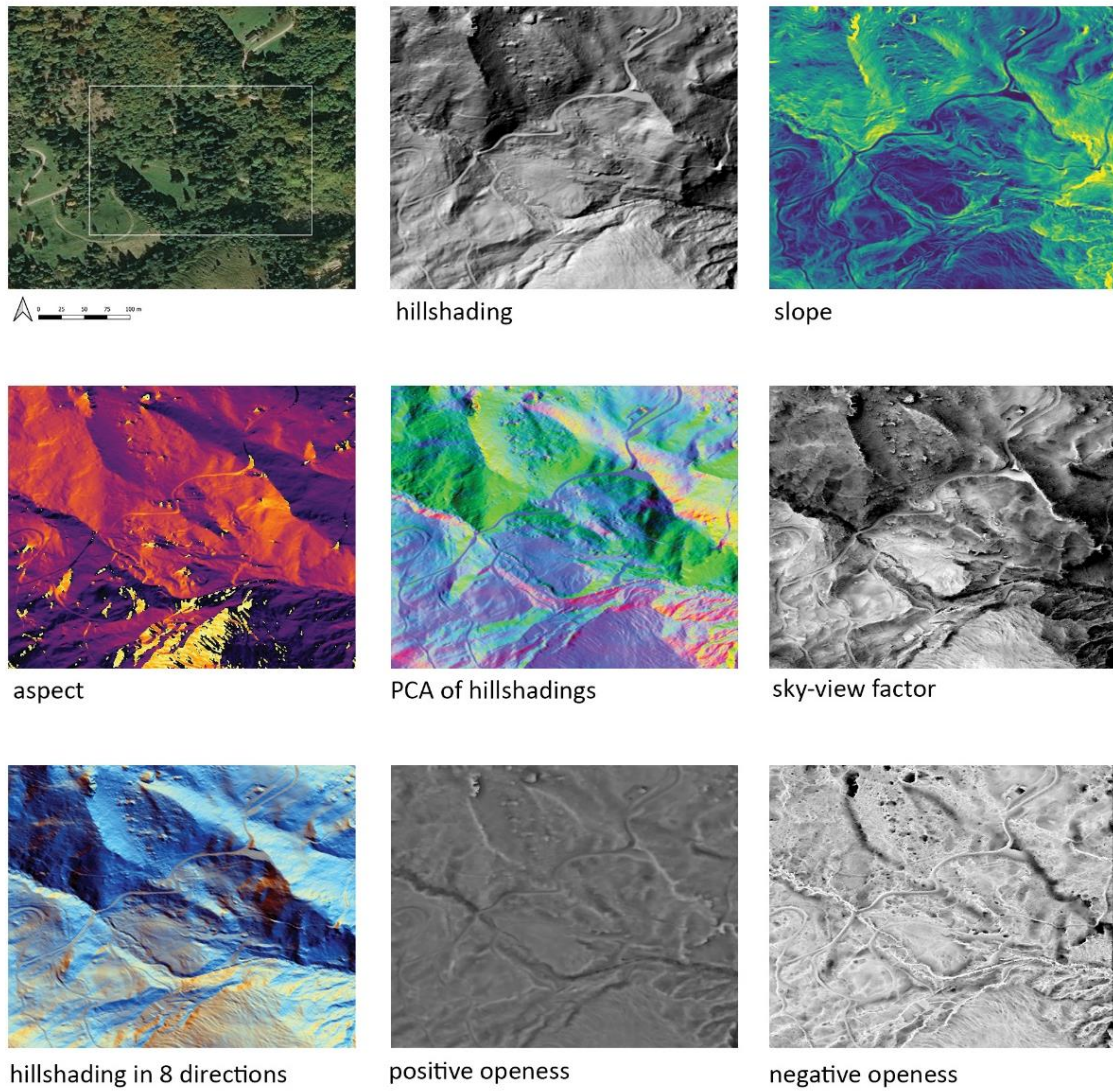 0 25 50 75 100 m
hillshading
slope
aspect
PCA of hillshadings
sky-view factor
hillshading in 8 directions
positive openess
negative openess